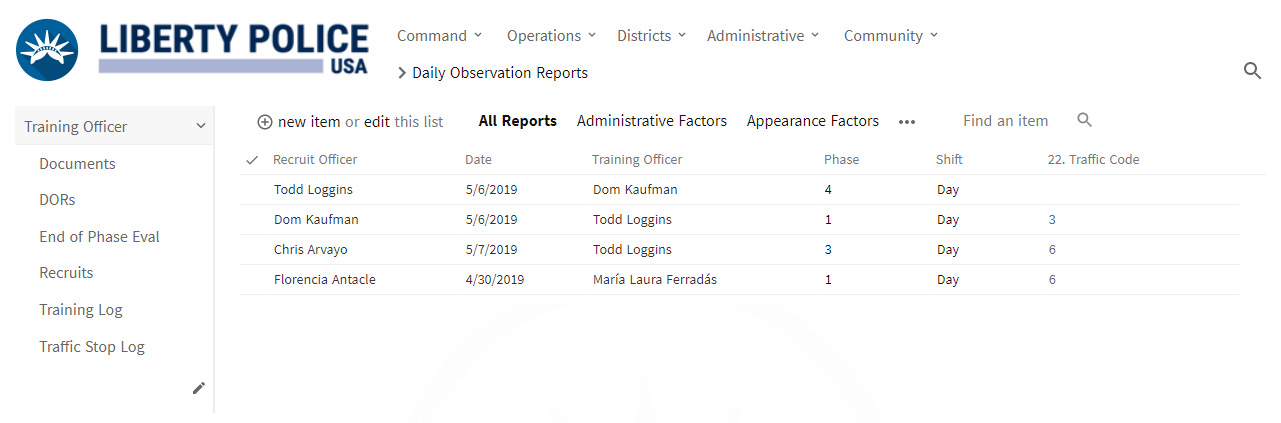 LIBERTY POLICE
USA
Command Operations Districts Administrative Community
Daily Observation Reports
Training Officer
Documents
DORs
End of Phase Eval
Recruits
Training Log
Traffic Stop Log
new item or edit this list All Reports Administrative Factors Appearance Factors ••• Find an item
Recruit Officer Date Training Officer Phase Shift 22. Traffic Code
Todd Loggins 5/6/2019 Dom Kaufman 4 Day
Dom Kaufman 5/6/2019 Todd Loggins 1 Day 3
Chris Arvayo 5/7/2019 Todd Loggins 3 Day 6
Florencia Antacle 4/30/2019 María Laura Ferradás 1 Day 6